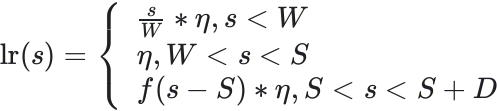 lr(s) = { s/W * η, s < W
η, W < s < S
f(s − S) * η, S < s < S + D